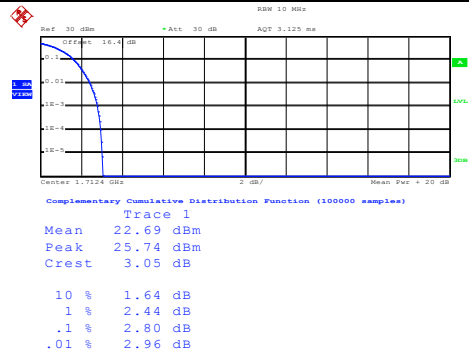 RBW 10 MHz
Ref 30 dBm *Att 30 dB AQT 3.125 ms
Offset 16.4 dB
0.1
0.01
1E-3
1E-4
1E-5
1 SA
VIEW
A
LVL
3DB
Center 1.7124 GHz 2 dB/ Mean Pwr + 20 dB
Complementary Cumulative Distribution Function (100000 samples)
Trace 1
Mean 22.69 dBm
Peak 25.74 dBm
Crest 3.05 dB
10 % 1.64 dB
1 % 2.44 dB
.1 % 2.80 dB
.01 % 2.96 dB